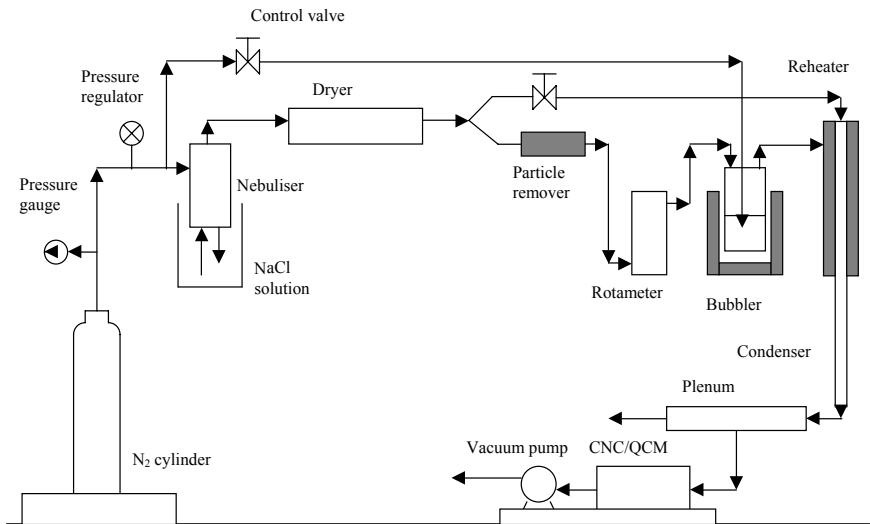 Control valve
Pressure
regulator
Reheater
Dryer
Particle
remover
Nebuliser
Pressure
gauge
NaCl
solution
Rotameter
Bubbler
Condenser
Plenum
Vacuum pump
CNC/QCM
N₂ cylinder